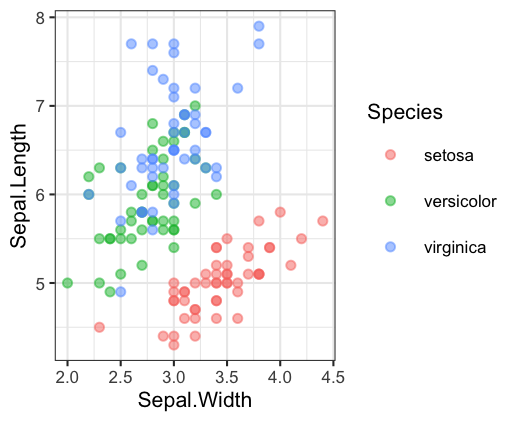 8
7
6
5
Sepal.Length
2.0 2.5 3.0 3.5 4.0 4.5
Sepal.Width
Species
setosa
versicolor
virginica